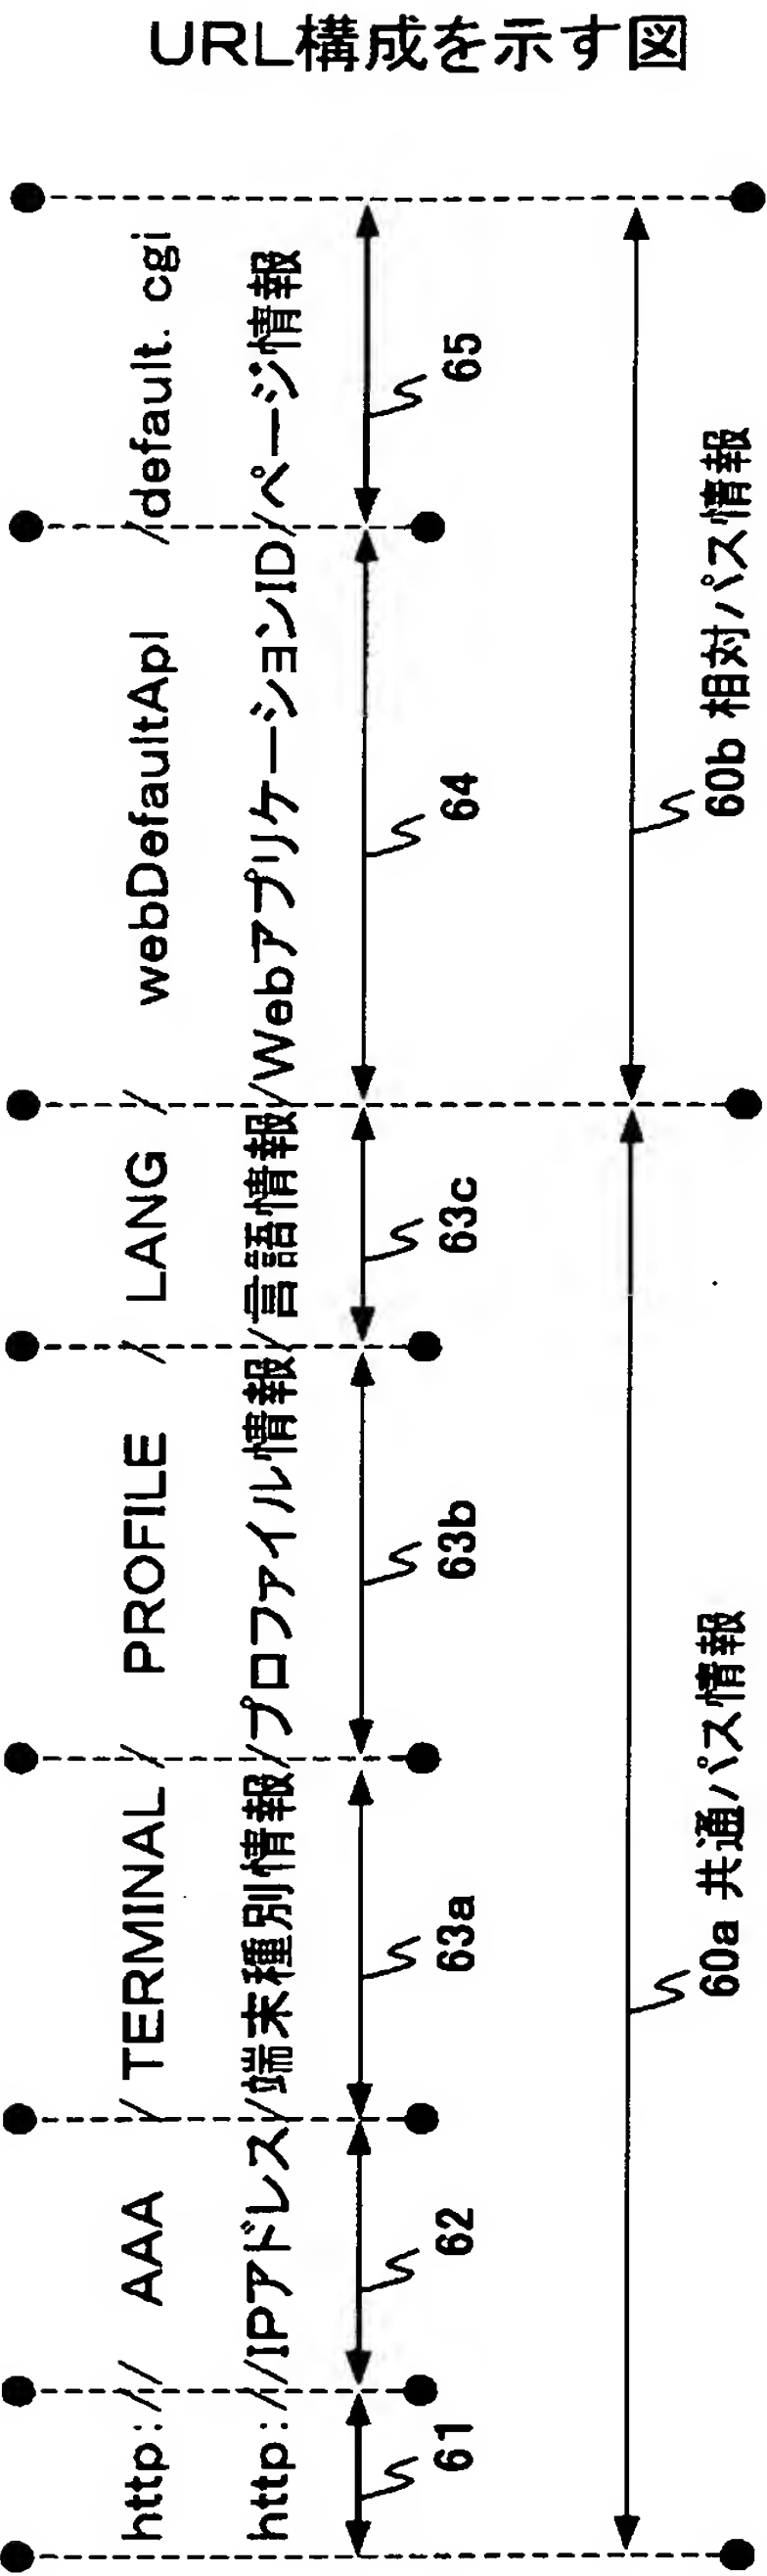 URL構成を示す図
http:// AAA / TERMINAL / PROFILE / LANG / webDefaultApl /default. cgi
http://IPアドレス/端末種別情報/プロファイル情報/言語情報/WebアプリケーションID/ページ情報
61 62 63a 63b 63c 64 65
60a 共通パス情報 60b 相対パス情報